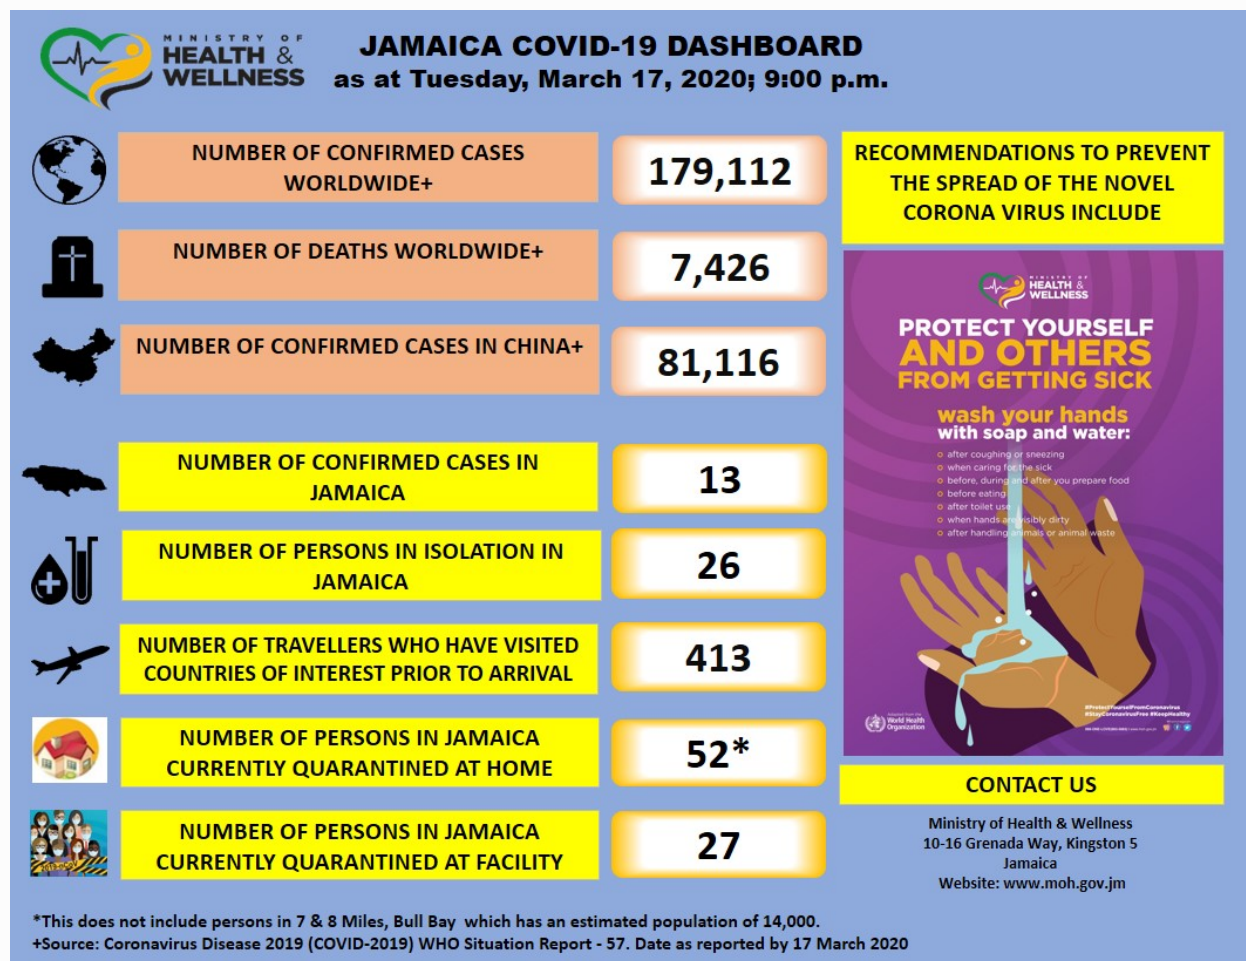 MINISTRY OF
HEALTH &
WELLNESS
JAMAICA COVID-19 DASHBOARD
as at Tuesday, March 17, 2020; 9:00 p.m.
NUMBER OF CONFIRMED CASES
WORLDWIDE+
179,112
NUMBER OF DEATHS WORLDWIDE+
7,426
NUMBER OF CONFIRMED CASES IN CHINA+
81,116
NUMBER OF CONFIRMED CASES IN
JAMAICA
13
NUMBER OF PERSONS IN ISOLATION IN
JAMAICA
26
NUMBER OF TRAVELLERS WHO HAVE VISITED
COUNTRIES OF INTEREST PRIOR TO ARRIVAL
413
NUMBER OF PERSONS IN JAMAICA
CURRENTLY QUARANTINED AT HOME
52*
NUMBER OF PERSONS IN JAMAICA
CURRENTLY QUARANTINED AT FACILITY
27
RECOMMENDATIONS TO PREVENT
THE SPREAD OF THE NOVEL
CORONA VIRUS INCLUDE
MINISTRY OF
HEALTH &
WELLNESS
PROTECT YOURSELF
AND OTHERS
FROM GETTING SICK
wash your hands
with soap and water:
after coughing or sneezing
when caring for the sick
before, during and after you prepare food
before eating
after toilet use
when hands are visibly dirty
after handling animals or animal waste
#ProtectYourselfFromCoronavirus
#StayCoronavirusFree #KeepHealthy
World Health
Organization
CONTACT US
Ministry of Health & Wellness
10-16 Grenada Way, Kingston 5
Jamaica
Website: www.moh.gov.jm
*This does not include persons in 7 & 8 Miles, Bull Bay which has an estimated population of 14,000.
+Source: Coronavirus Disease 2019 (COVID-2019) WHO Situation Report - 57. Date as reported by 17 March 2020